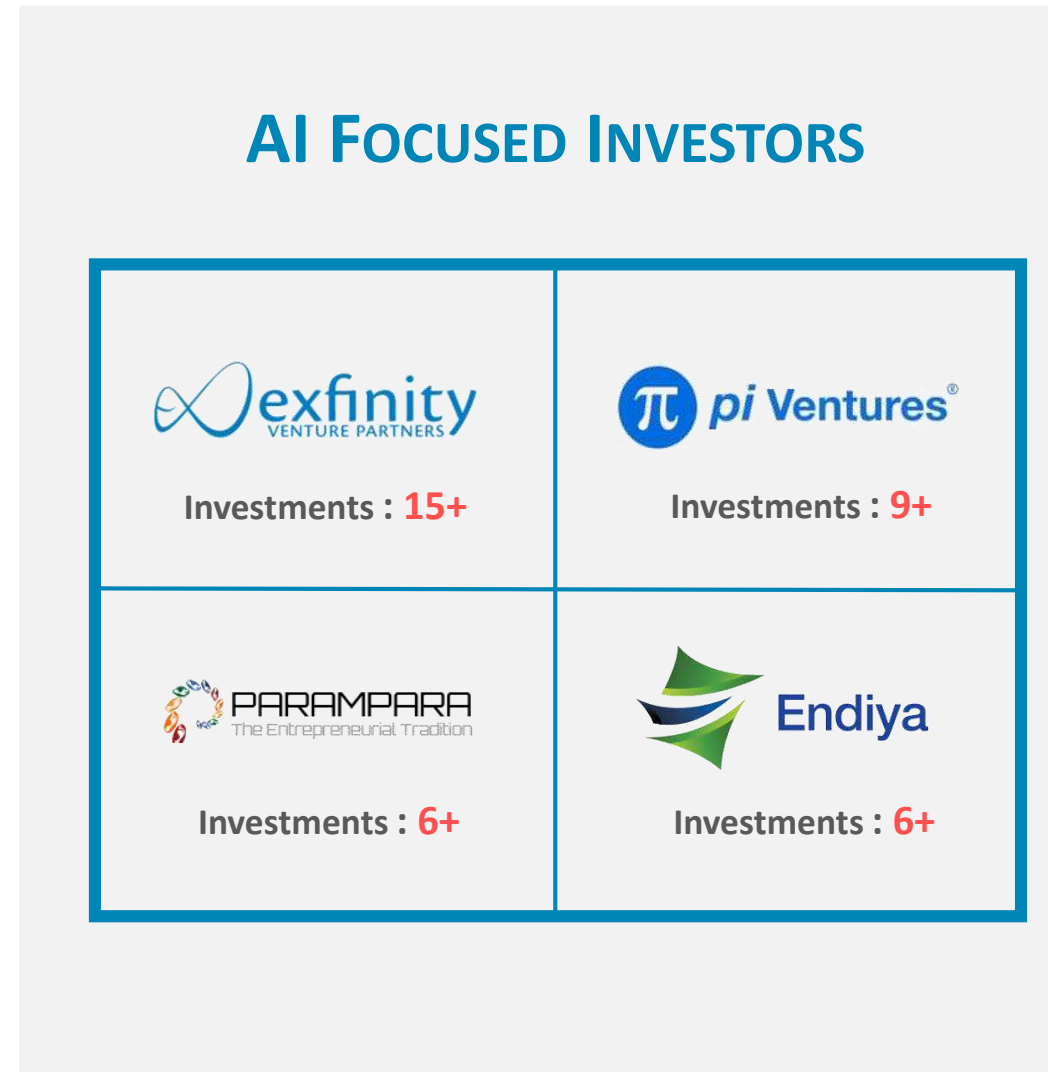 AI FOCUSED INVESTORS
exfinity
VENTURE PARTNERS
Investments : 15+
π pi Ventures®
Investments : 9+
PARAMPARA
The Entrepreneurial Tradition
Investments : 6+
Endiya
Investments : 6+